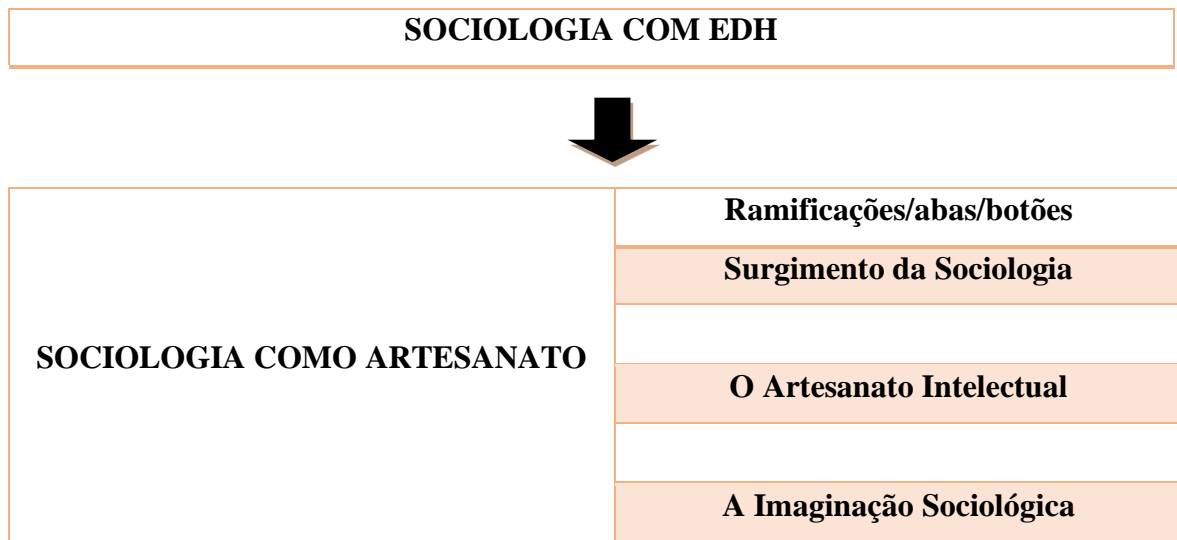 SOCIOLOGIA COM EDH
Ramificações/abas/botões
Surgimento da Sociologia
SOCIOLOGIA COMO ARTESANATO
O Artesanato Intelectual
A Imaginação Sociológica